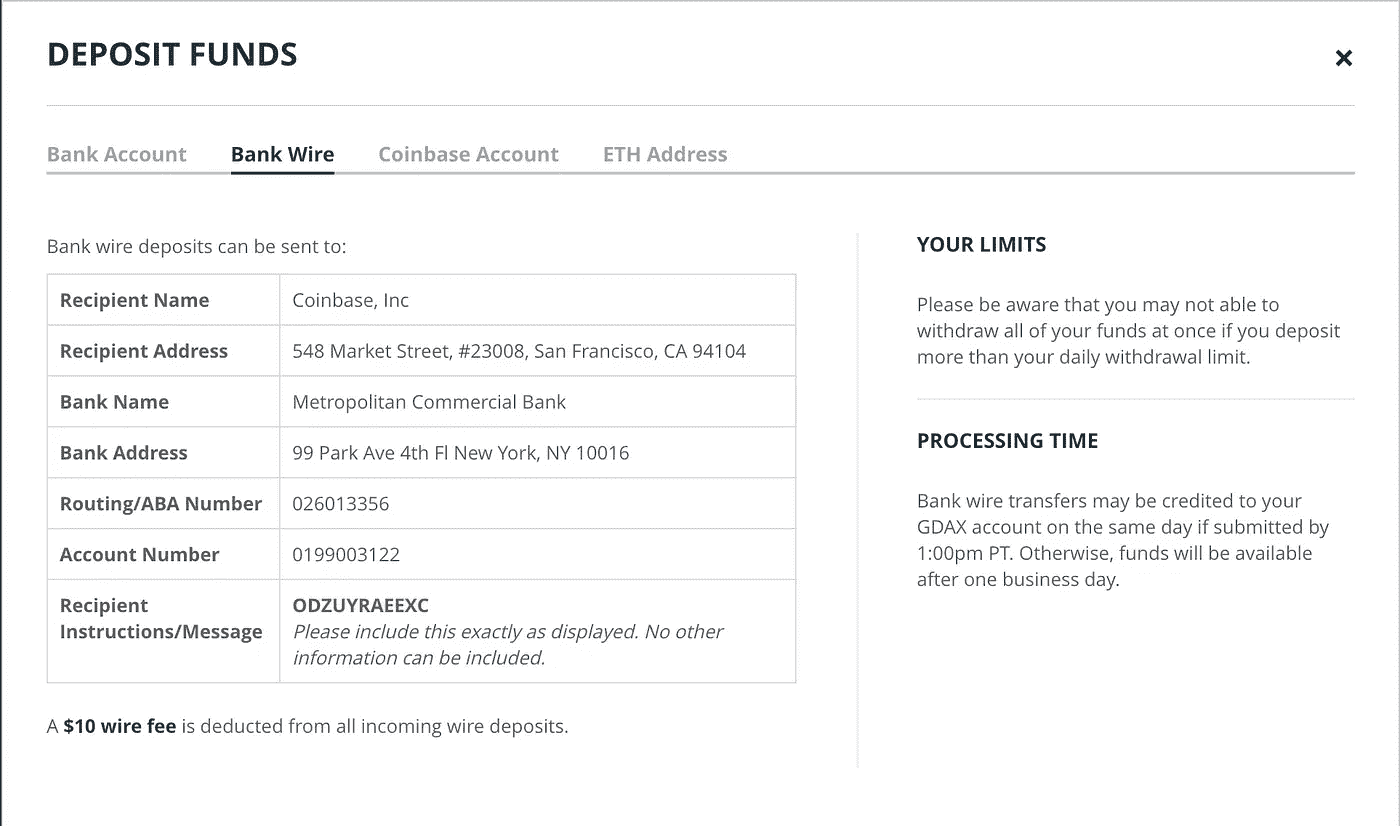 DEPOSIT FUNDS
×
Bank Account Bank Wire Coinbase Account ETH Address
Bank wire deposits can be sent to:
Recipient Name Coinbase, Inc
Recipient Address 548 Market Street, #23008, San Francisco, CA 94104
Bank Name Metropolitan Commercial Bank
Bank Address 99 Park Ave 4th Fl New York, NY 10016
Routing/ABA Number 026013356
Account Number 0199003122
Recipient ODZUYRAEEXC
Instructions/Message Please include this exactly as displayed. No other
information can be included.
A $10 wire fee is deducted from all incoming wire deposits.
YOUR LIMITS
Please be aware that you may not able to
withdraw all of your funds at once if you deposit
more than your daily withdrawal limit.
PROCESSING TIME
Bank wire transfers may be credited to your
GDAX account on the same day if submitted by
1:00pm PT. Otherwise, funds will be available
after one business day.